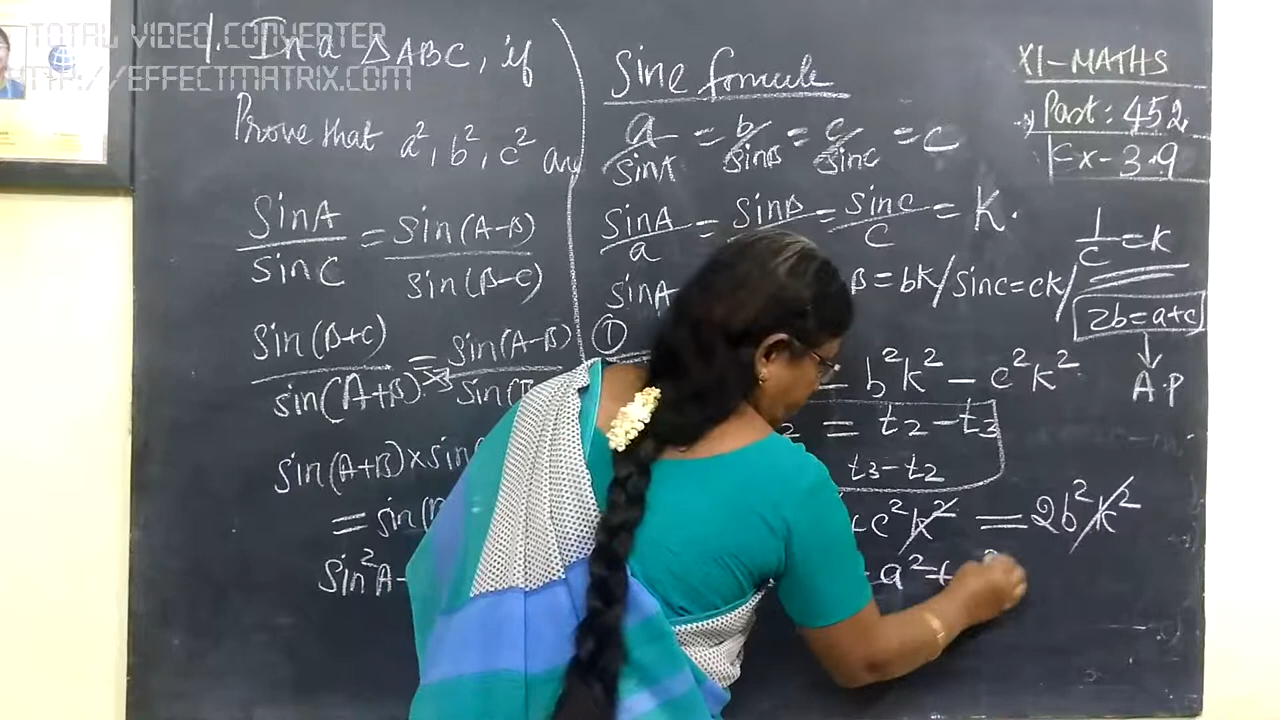 TOTAL VIDEO CONVERTER
HTTP://EFFECTMATRIX.COM
1. In a △ABC, if
Prove that a², b², c² are
SinA/sinC = sin(A-B)/sin(B-C)
sin(B+C)/sin(A+B) = sin(A-B)
sin(A+B)×sin
= sin
Sin²A-
Sine formula
a/sinA = b/sinB = c/sinC = c
sinA/a = sinB = sinC/c = k.
sinA B = bk/sinc=ck/
①
- b²k² - c²k²
= t2-t3
t3-t2
+c²k² = 2b²k²
a²+
XI-MATHS
Part: 452
Ex-3.9
1/c = k
2b=a+c
A.P